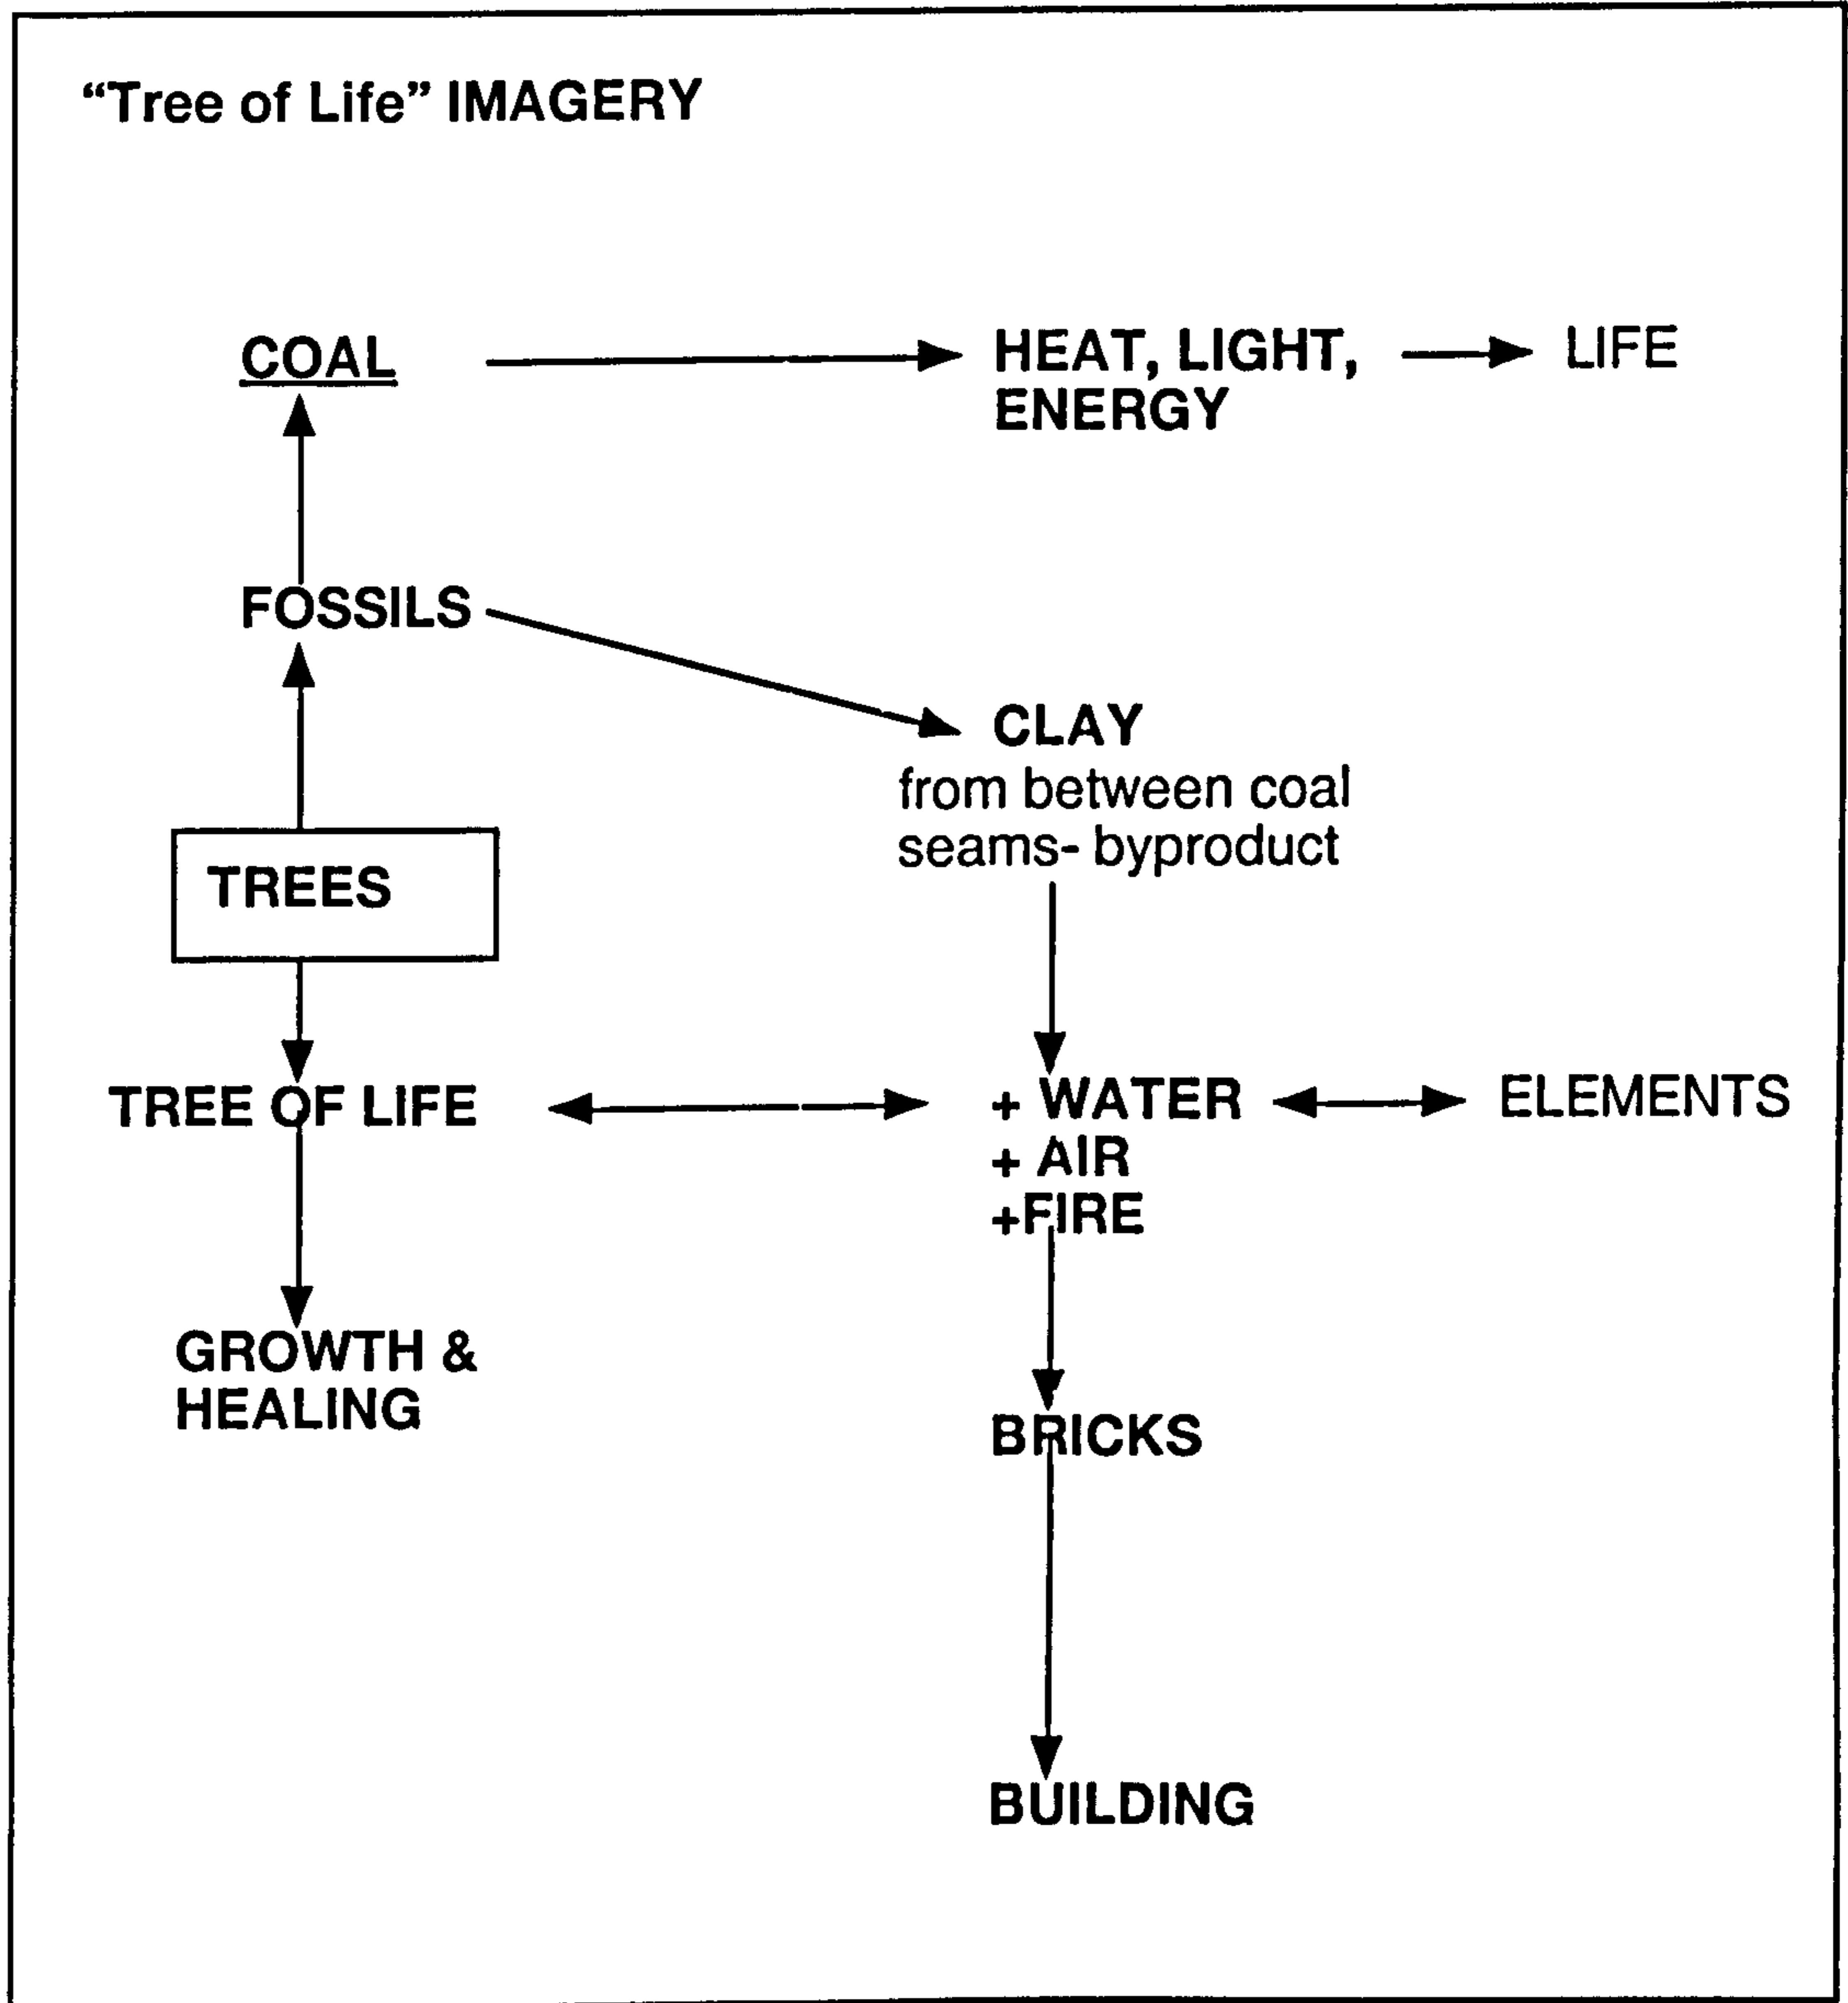 “Tree of Life” IMAGERY
COAL
HEAT, LIGHT,
ENERGY
LIFE
FOSSILS
CLAY
from between coal
seams- byproduct
TREES
TREE OF LIFE
+ WATER
+ AIR
+FIRE
ELEMENTS
GROWTH &
HEALING
BRICKS
BUILDING